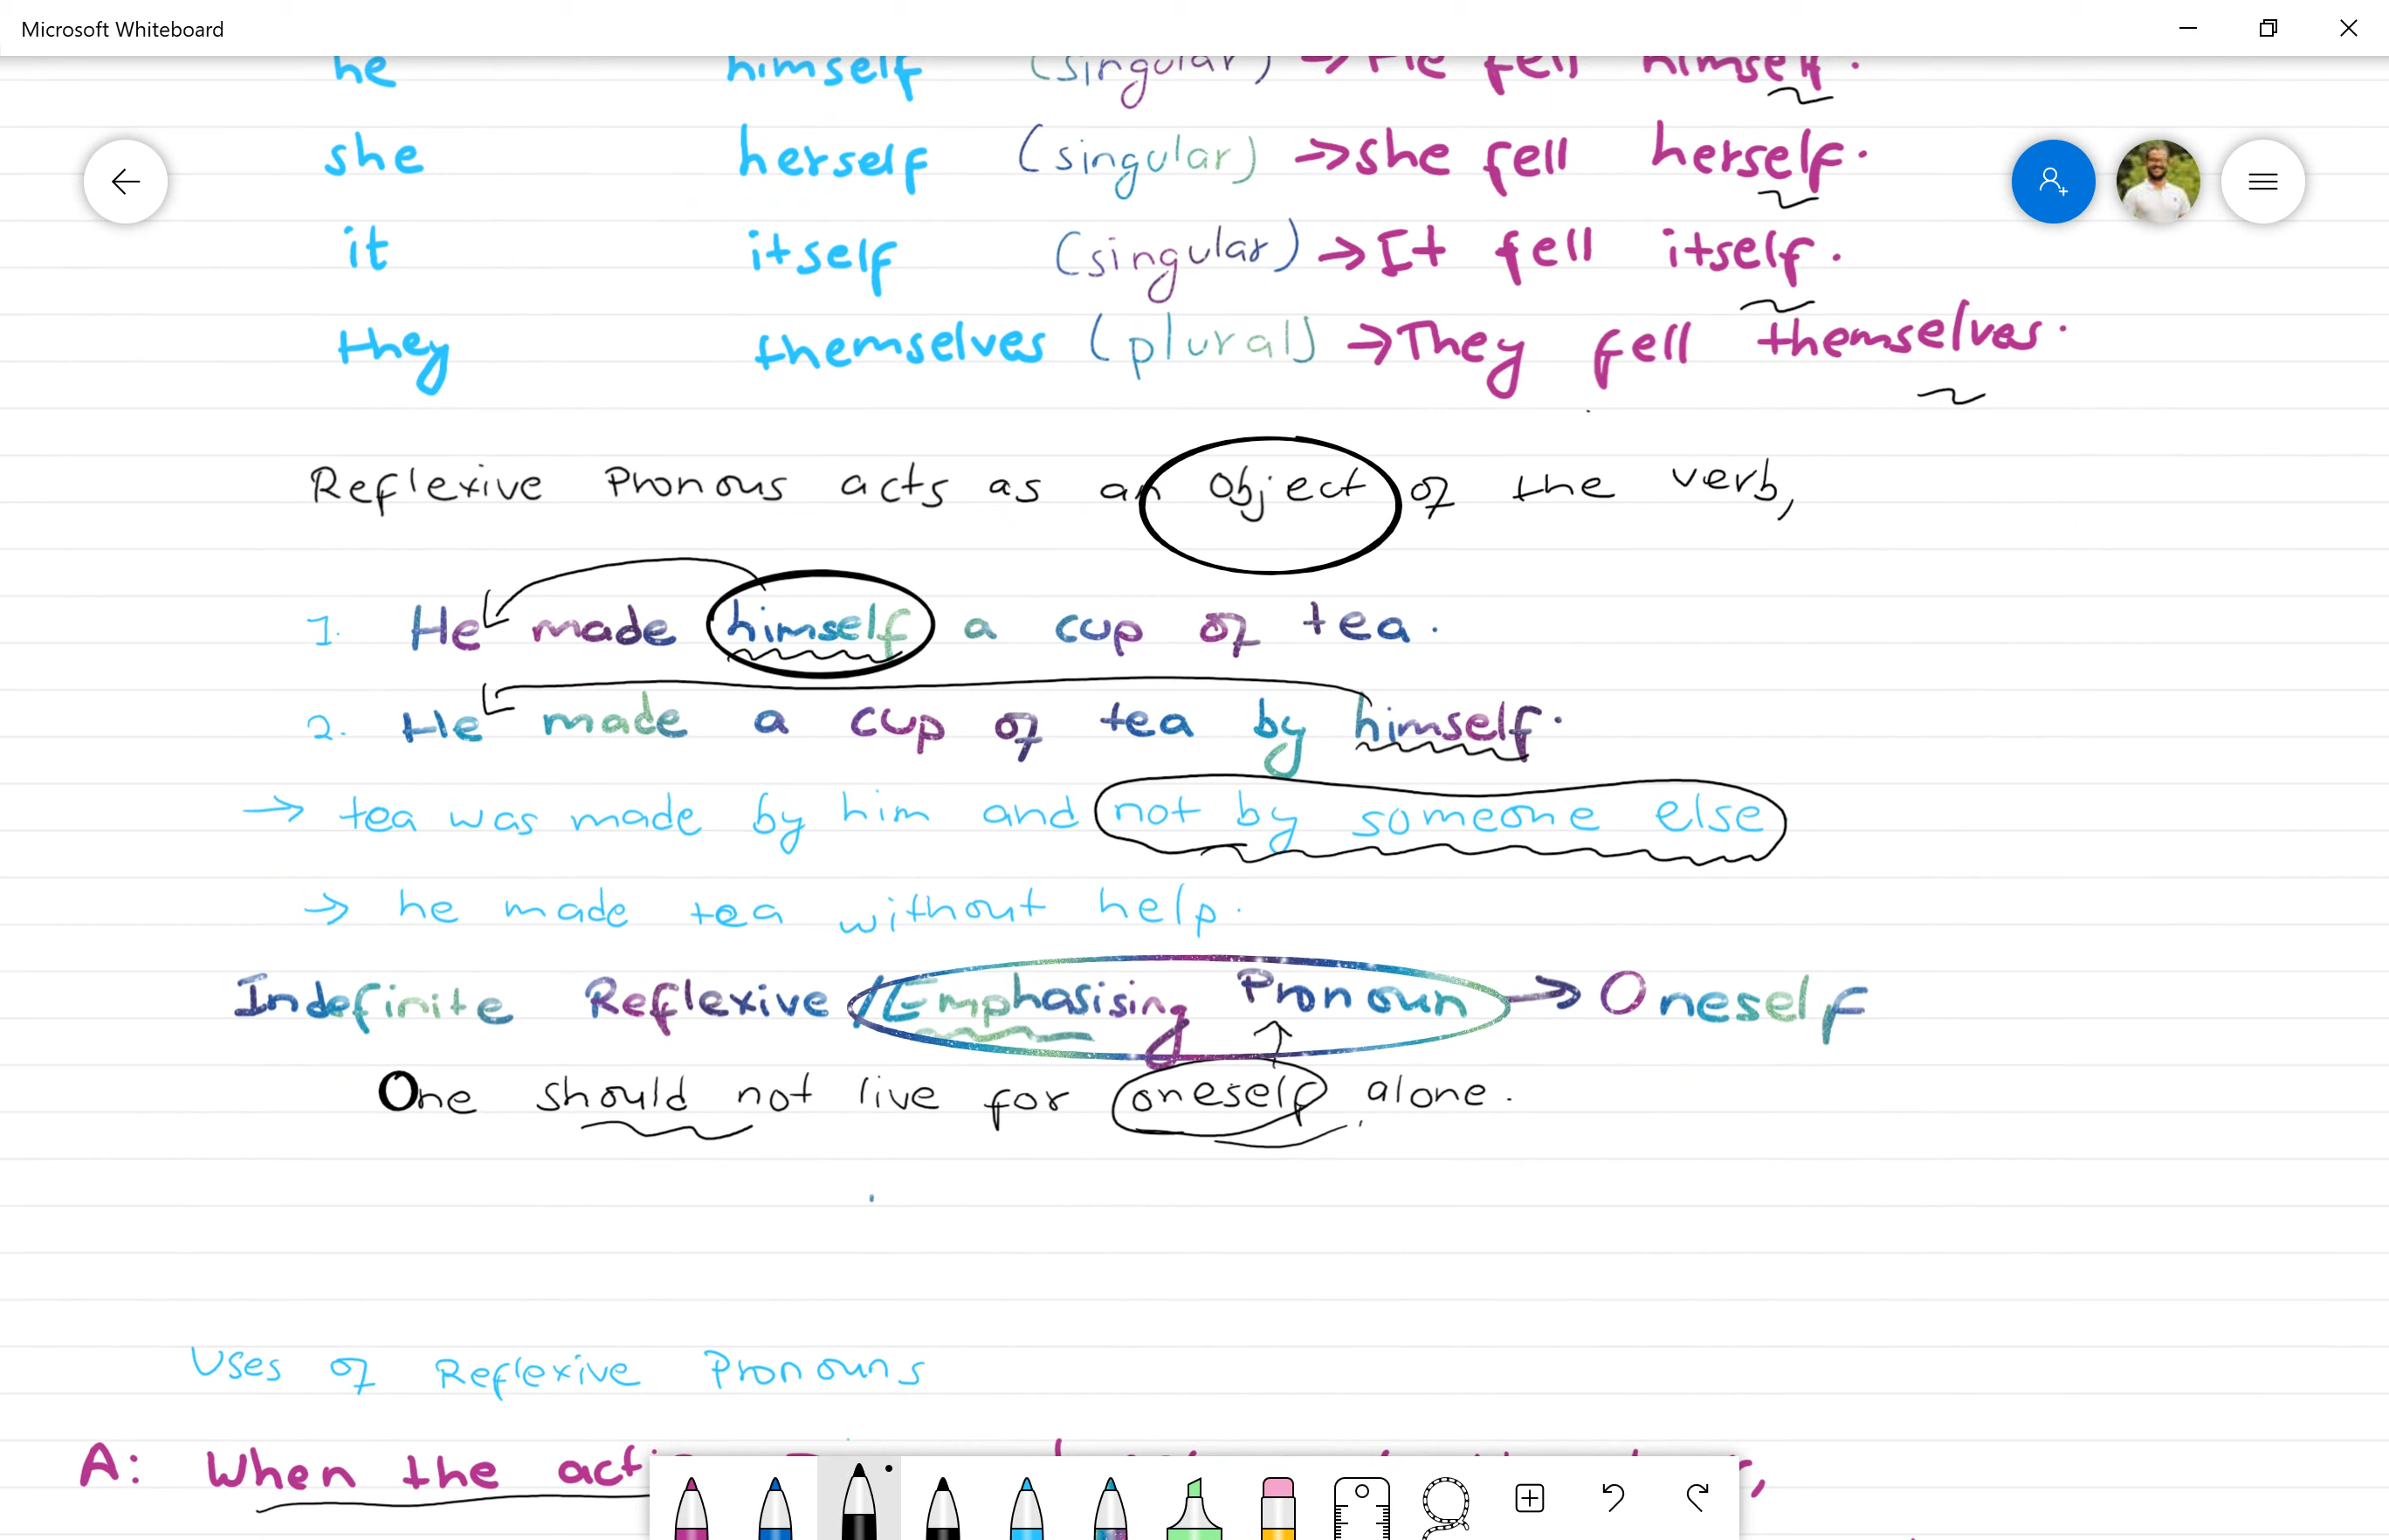 Microsoft Whiteboard
he himself (singular) → He fell himself.
she herself (singular) → she fell herself.
it itself (singular) → It fell itself.
they themselves (plural) → They fell themselves.
Reflexive Pronous acts as an object of the verb,
1. He made himself a cup of tea.
2. He made a cup of tea by himself.
→ tea was made by him and not by someone else
→ he made tea without help.
Indefinite Reflexive /Emphasising Pronoun → Oneself
One should not live for oneself alone.
Uses of Reflexive Pronouns
A: When the